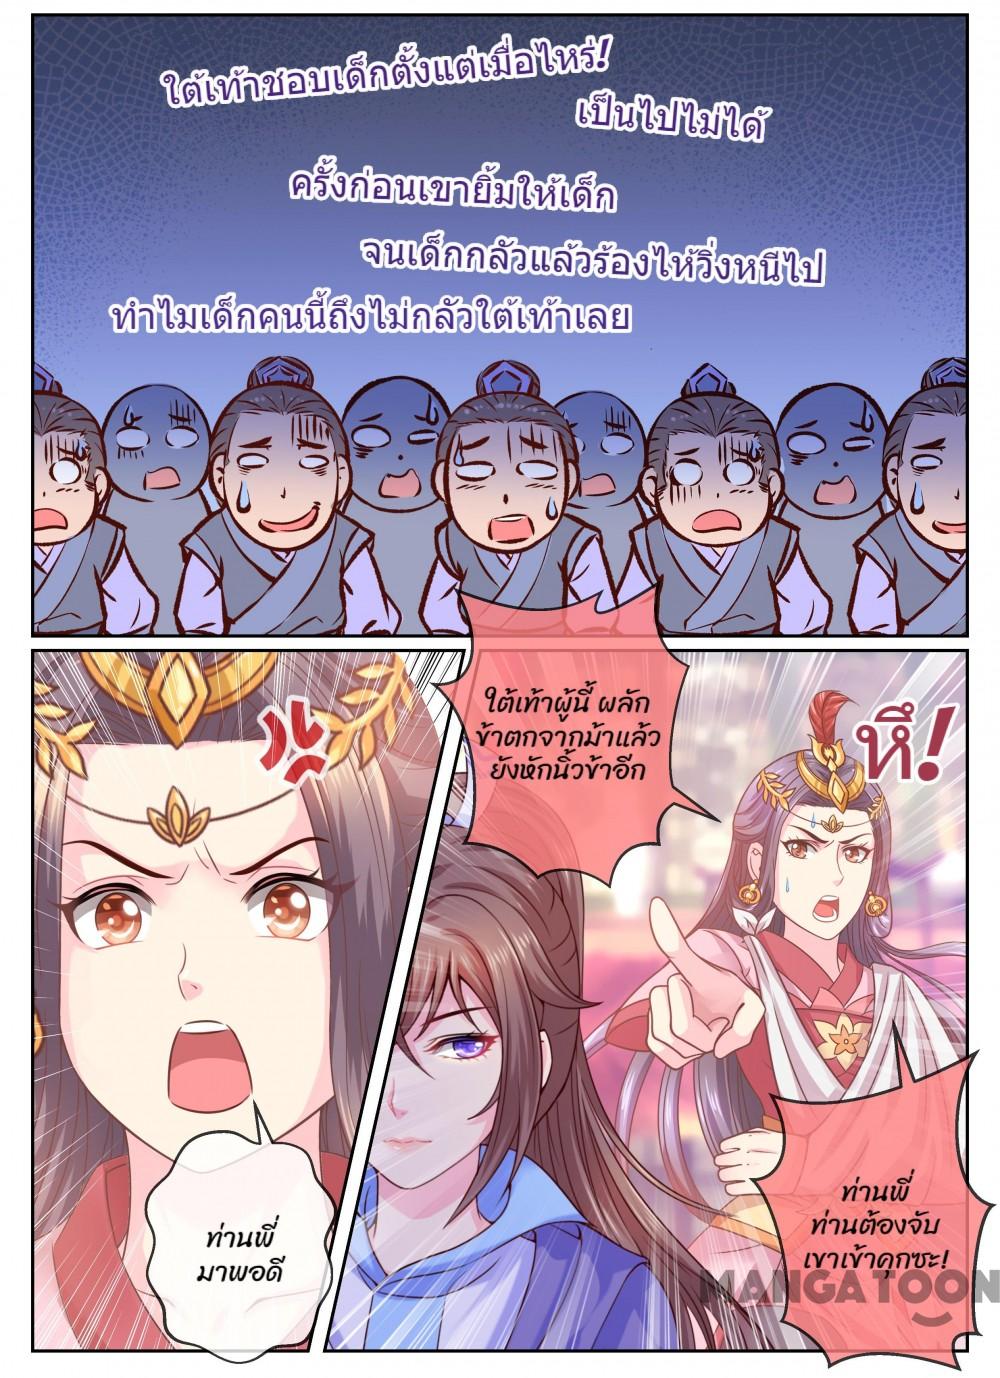 ใต้เท้าชอบเด็กตั้งแต่เมื่อไหร่!
เป็นไปไม่ได้
ครั้งก่อนเขายิ้มให้เด็ก
จนเด็กกลัวแล้วร้องไห้วิ่งหนีไป
ทำไมเด็กคนนี้ถึงไม่กลัวใต้เท้าเลย
ท่านพี่
มาพอดี
ใต้เท้าผู้นี้ ผลัก
ข้าตกจากม้าแล้ว
ยังหักนิ้วข้าอีก
หึ!
ท่านพี่
ท่านต้องจับ
เขาเข้าคุกซะ!
MANGATOON